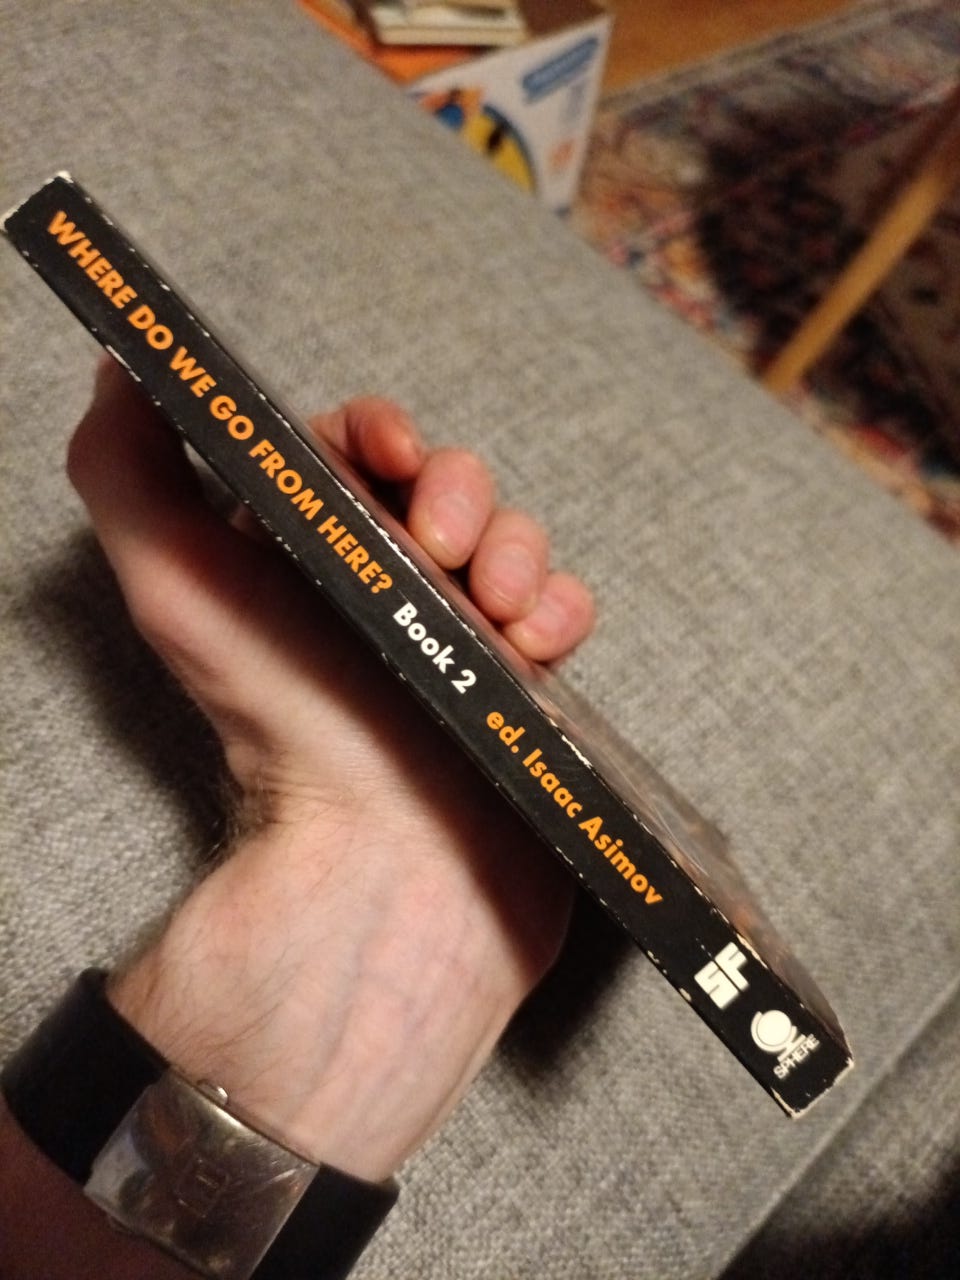 WHERE DO WE GO FROM HERE? Book 2 ed. Isaac Asimov
SF
SPHERE